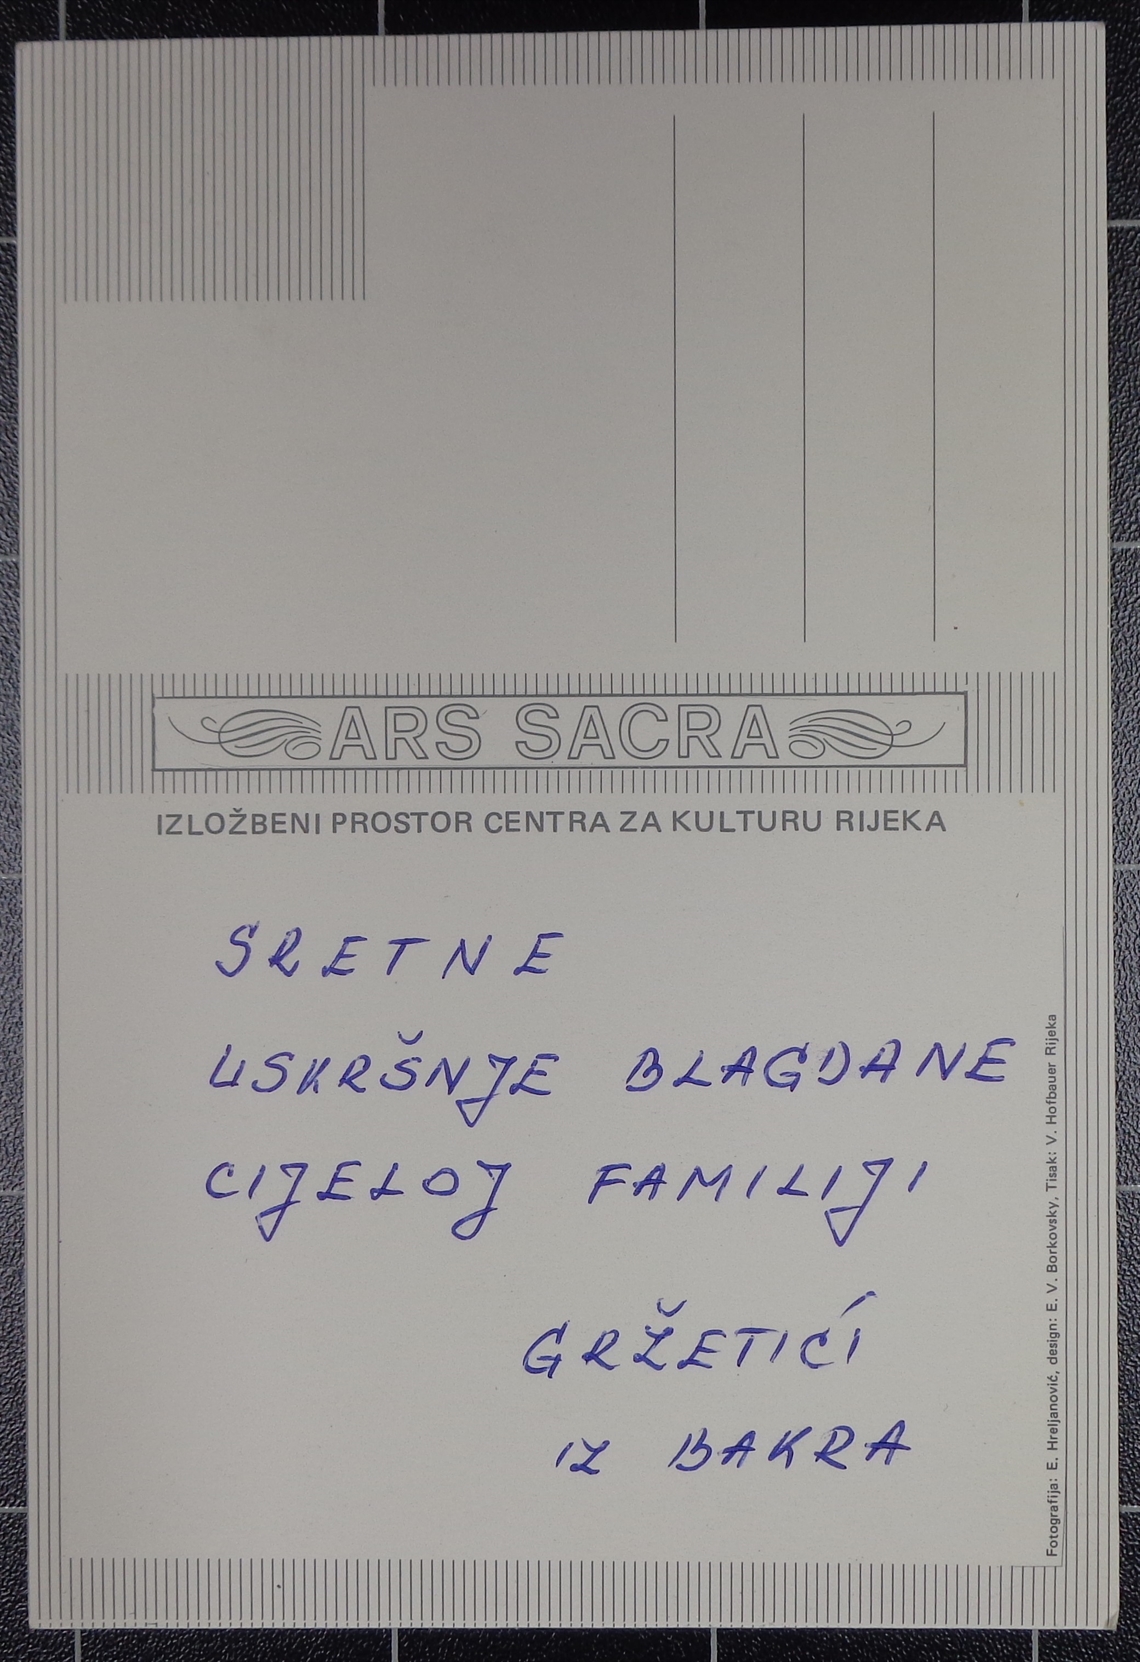 ARS SACRA
IZLOŽBENI PROSTOR CENTRA ZA KULTURU RIJEKA
SRETNE
USKRŠNJE BLAGDANE
CIJELOJ FAMILIJI
GRŽETIĆI
IZ BAKRA
Fotografija: E. Hreljanović, design: E. V. Borkovsky, Tisak: V. Hofbauer Rijeka